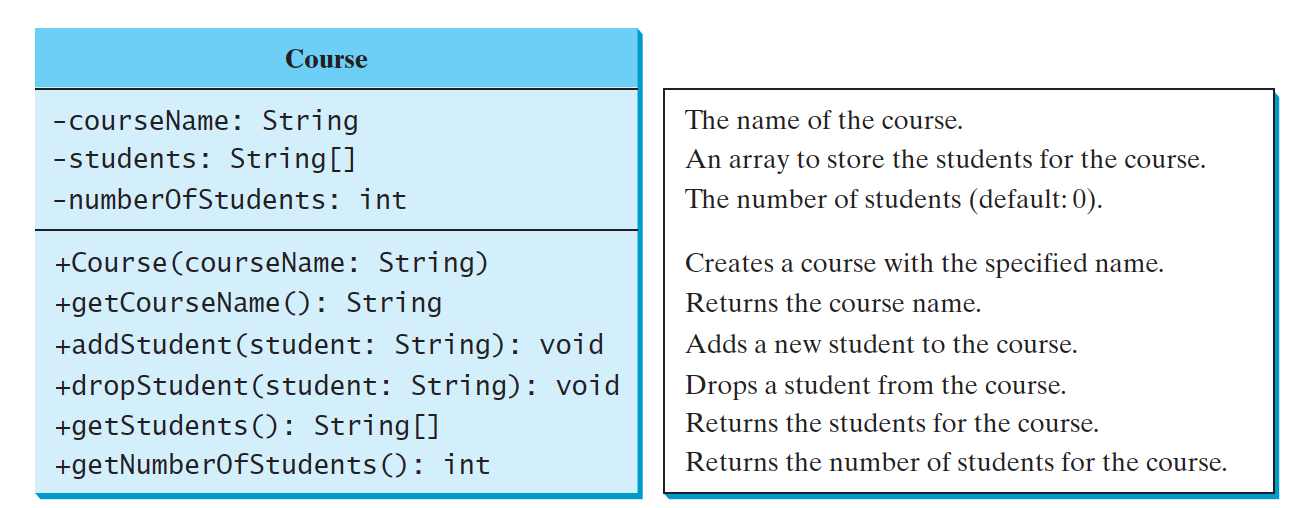 Course
-courseName: String
-students: String[]
-numberOfStudents: int
+Course(courseName: String)
+getCourseName(): String
+addStudent(student: String): void
+dropStudent(student: String): void
+getStudents(): String[]
+getNumberOfStudents(): int
The name of the course.
An array to store the students for the course.
The number of students (default: 0).
Creates a course with the specified name.
Returns the course name.
Adds a new student to the course.
Drops a student from the course.
Returns the students for the course.
Returns the number of students for the course.